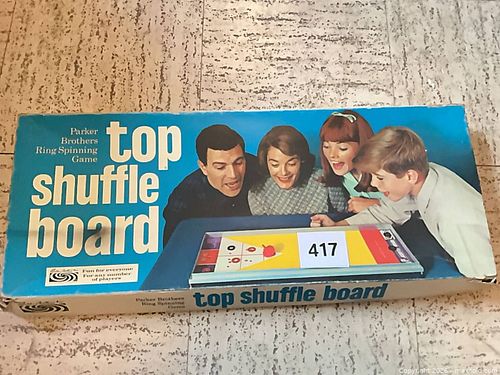 Parker
Brothers
Ring Spinning
Game
top
shuffle
board
Fun for everyone
For any number
of players
417
Parker Brothers
Ring Spinning
Game
top shuffle board